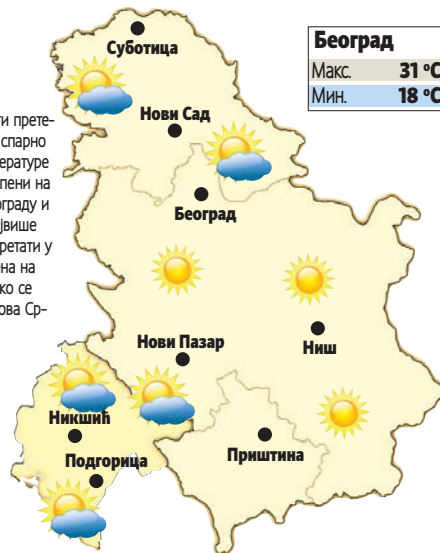 Суботица
Београд
Макс. 31 °C
Мин. 18 °C
Нови Сад
ти прете-
спарно
ературе
пени на
ограду и
јвише
ретати у
на на
ко се
ова Ср-
Београд
Ниш
Нови Пазар
Никшић
Подгорица
Приштина